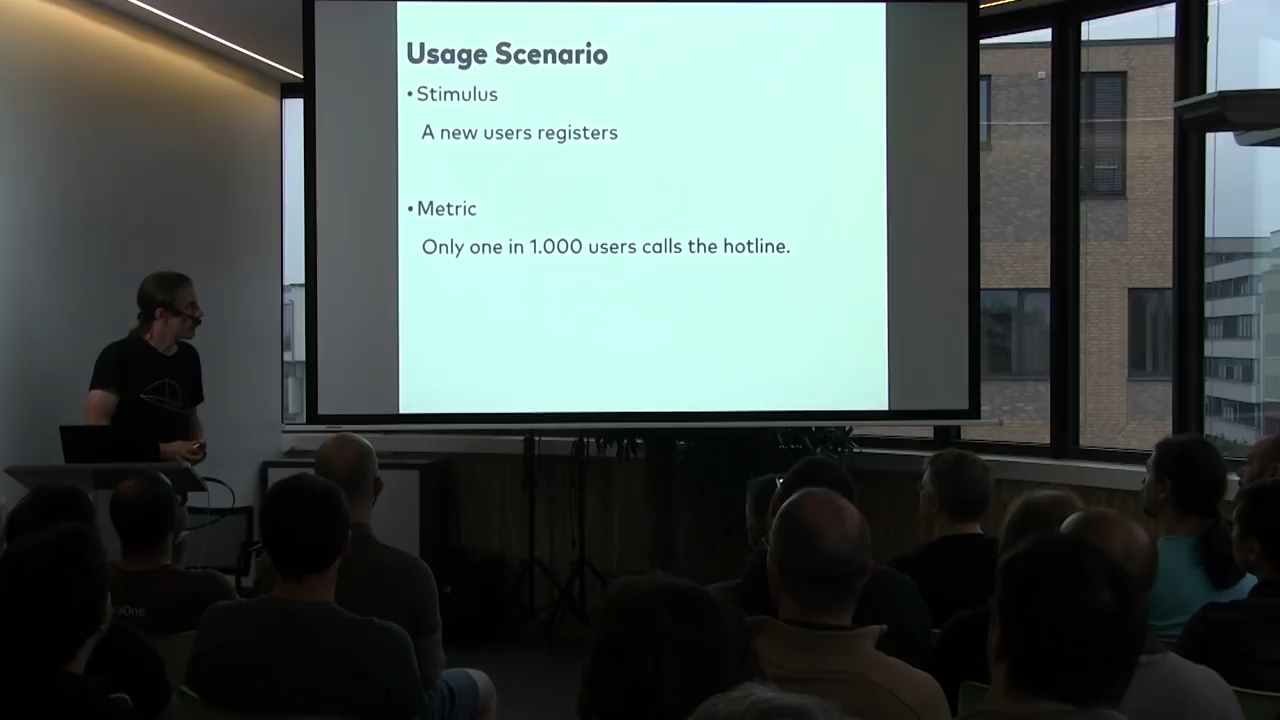 Usage Scenario
•Stimulus
A new users registers
•Metric
Only one in 1.000 users calls the hotline.